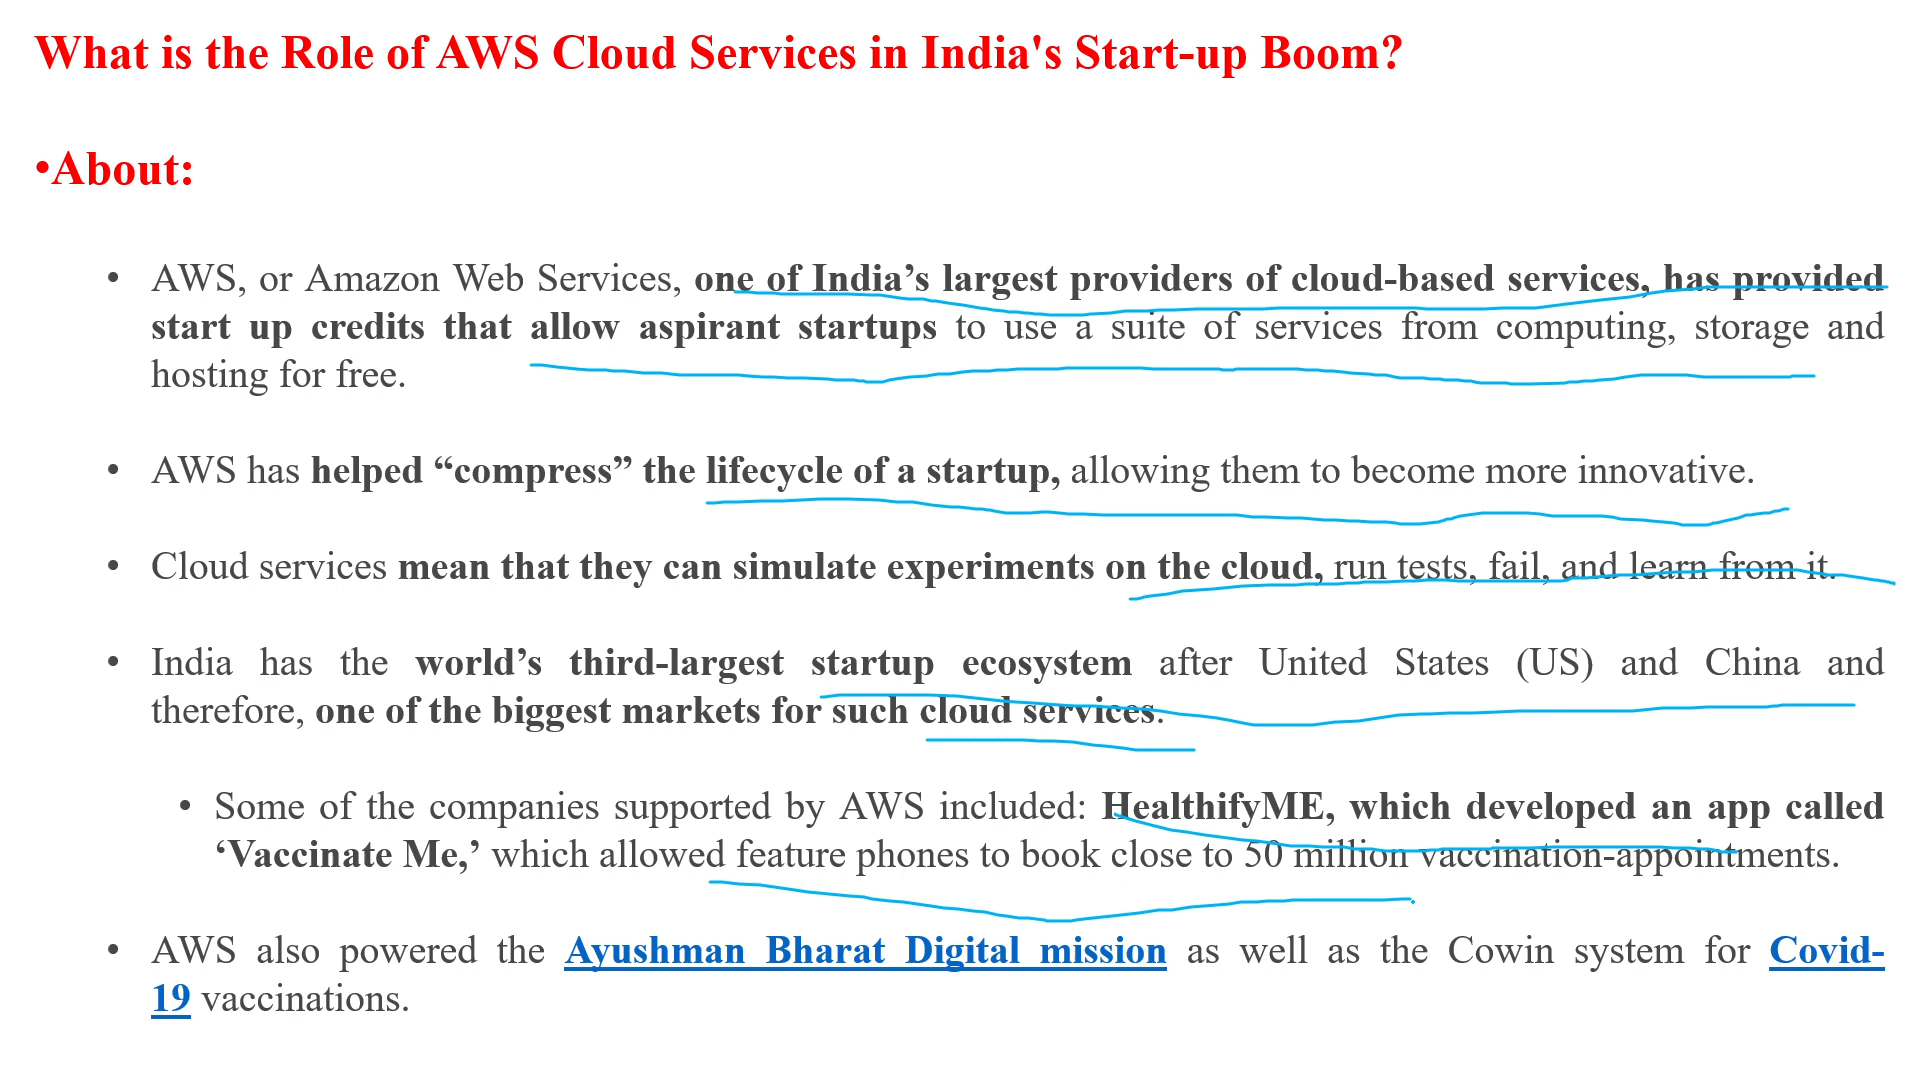 What is the Role of AWS Cloud Services in India's Start-up Boom?
•About:
• AWS, or Amazon Web Services, one of India’s largest providers of cloud-based services, has provided
start up credits that allow aspirant startups to use a suite of services from computing, storage and
hosting for free.
• AWS has helped “compress” the lifecycle of a startup, allowing them to become more innovative.
• Cloud services mean that they can simulate experiments on the cloud, run tests, fail, and learn from it.
• India has the world’s third-largest startup ecosystem after United States (US) and China and
therefore, one of the biggest markets for such cloud services.
• Some of the companies supported by AWS included: HealthifyME, which developed an app called
‘Vaccinate Me,’ which allowed feature phones to book close to 50 million vaccination-appointments.
• AWS also powered the Ayushman Bharat Digital mission as well as the Cowin system for Covid-
19 vaccinations.